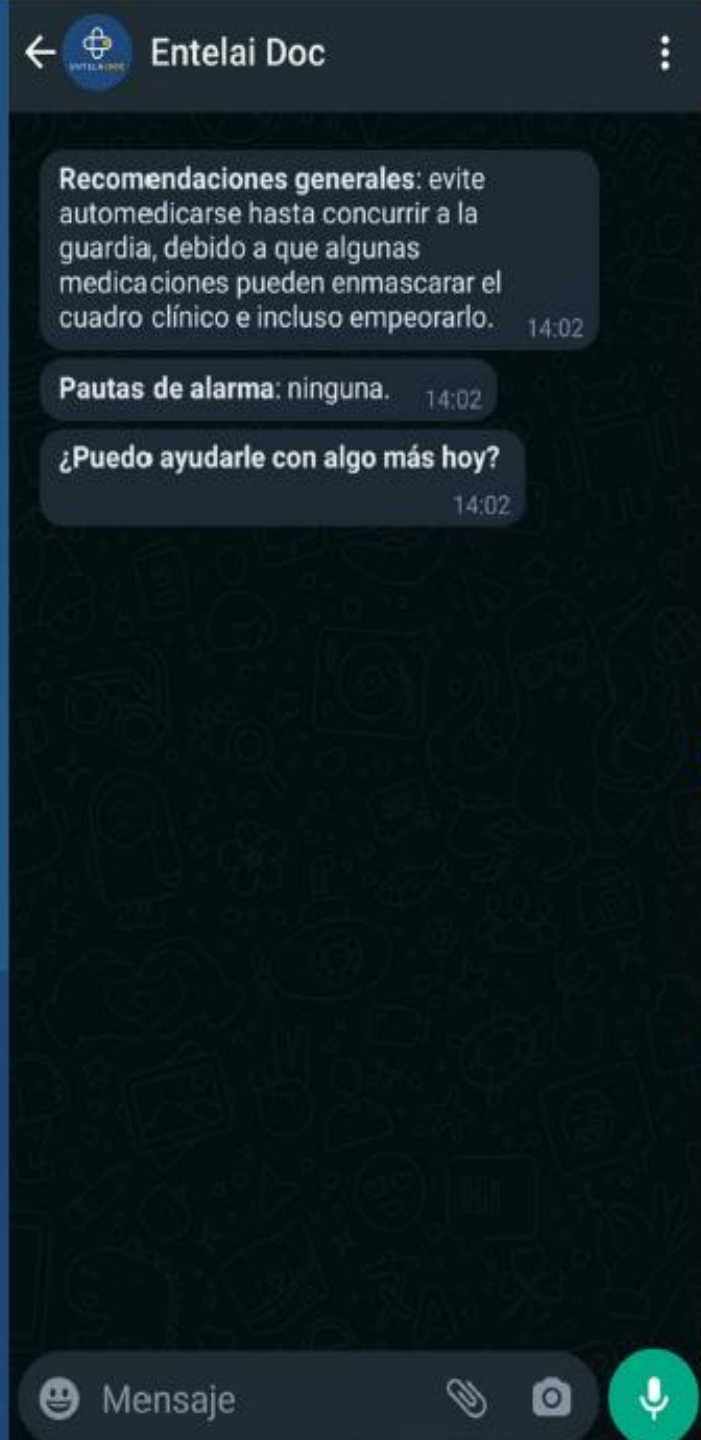 Entelai Doc
Recomendaciones generales: evite
automedicarse hasta concurrir a la
guardia, debido a que algunas
medicaciones pueden enmascarar el
cuadro clínico e incluso empeorarlo. 14:02
Pautas de alarma: ninguna. 14:02
¿Puedo ayudarle con algo más hoy?
14:02
Mensaje